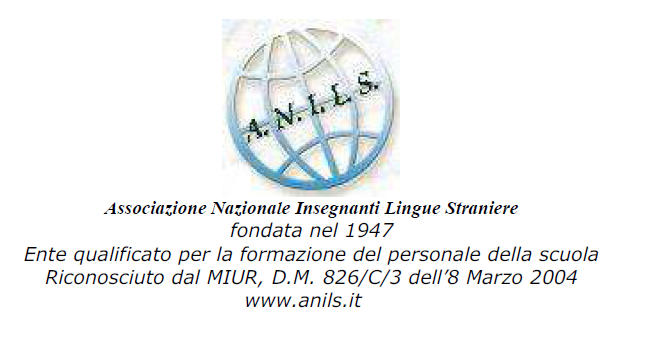 A. N. I. L. S.
Associazione Nazionale Insegnanti Lingue Straniere
fondata nel 1947
Ente qualificato per la formazione del personale della scuola
Riconosciuto dal MIUR, D.M. 826/C/3 dell’8 Marzo 2004
www.anils.it